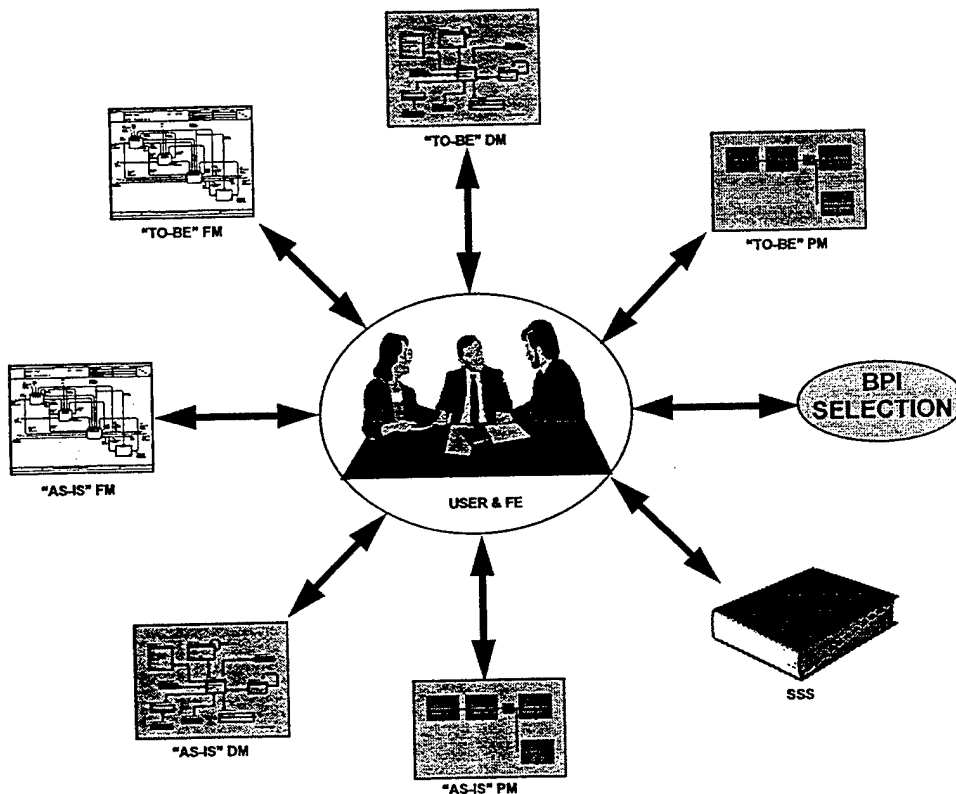 "TO-BE" DM
"TO-BE" FM
"TO-BE" PM
BPI
SELECTION
"AS-IS" FM
USER & FE
SSS
"AS-IS" DM
"AS-IS" PM